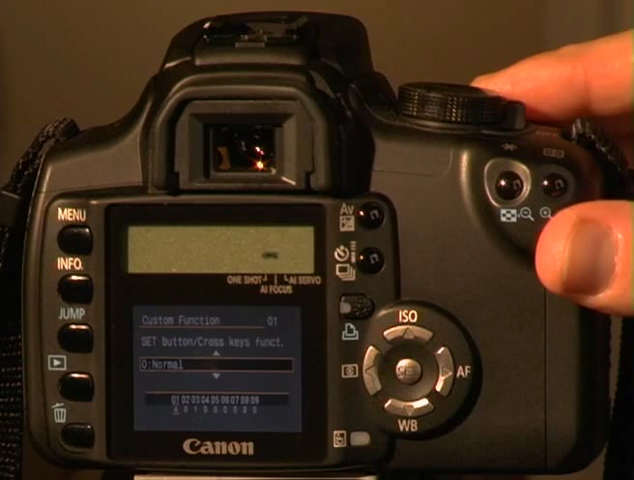 MENU
INFO.
JUMP
Av
ONE SHOT AI SERVO
AI FOCUS
Custom Function 01
SET button/Cross keys funct.
0:Normal
01 02 03 04 05 06 07 08 09
ISO
SET
AF
WB
Canon